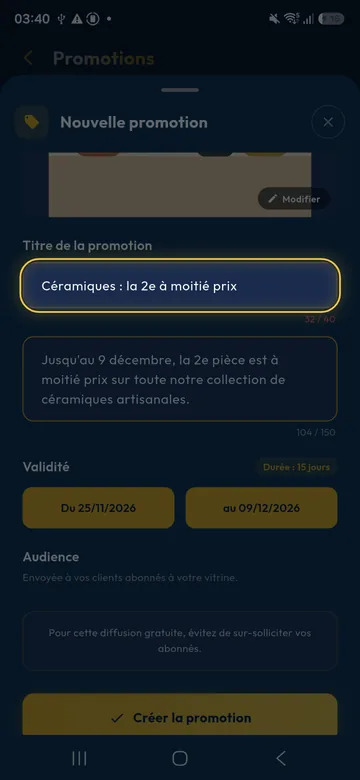 03:40
Promotions
Nouvelle promotion
Modifier
Titre de la promotion
Céramiques : la 2e à moitié prix
32 / 40
Jusqu'au 9 décembre, la 2e pièce est à
moitié prix sur toute notre collection de
céramiques artisanales.
104 / 150
Validité
Durée : 15 jours
Du 25/11/2026
au 09/12/2026
Audience
Envoyée à vos clients abonnés à votre vitrine.
Pour cette diffusion gratuite, évitez de sur-solliciter vos
abonnés.
Créer la promotion